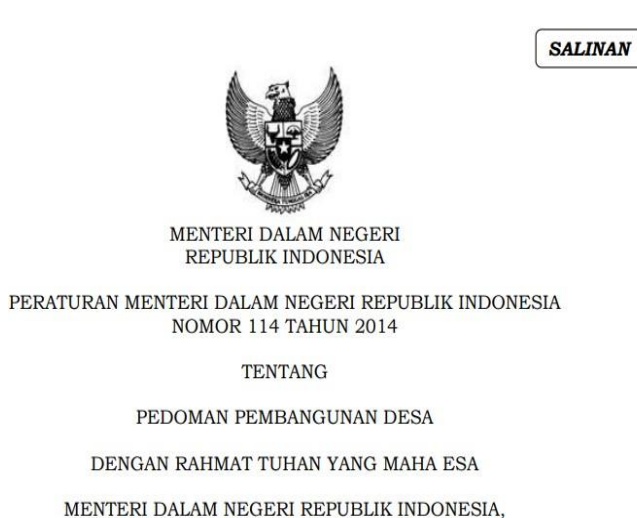 SALINAN
MENTERI DALAM NEGERI
REPUBLIK INDONESIA
PERATURAN MENTERI DALAM NEGERI REPUBLIK INDONESIA
NOMOR 114 TAHUN 2014
TENTANG
PEDOMAN PEMBANGUNAN DESA
DENGAN RAHMAT TUHAN YANG MAHA ESA
MENTERI DALAM NEGERI REPUBLIK INDONESIA,